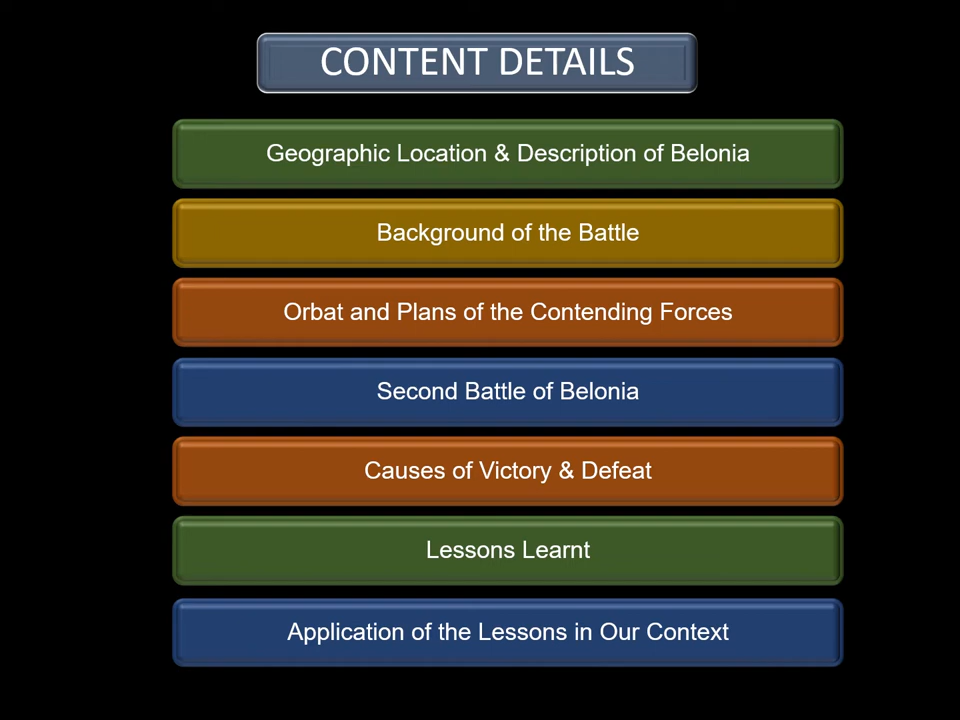 CONTENT DETAILS
Geographic Location & Description of Belonia
Background of the Battle
Orbat and Plans of the Contending Forces
Second Battle of Belonia
Causes of Victory & Defeat
Lessons Learnt
Application of the Lessons in Our Context